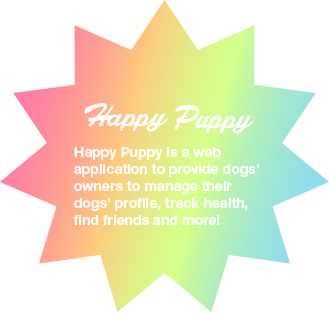 Happy Puppy
Happy Puppy is a web
application to provide dogs’
owners to manage their
dogs’ profile, track health,
find friends and more!